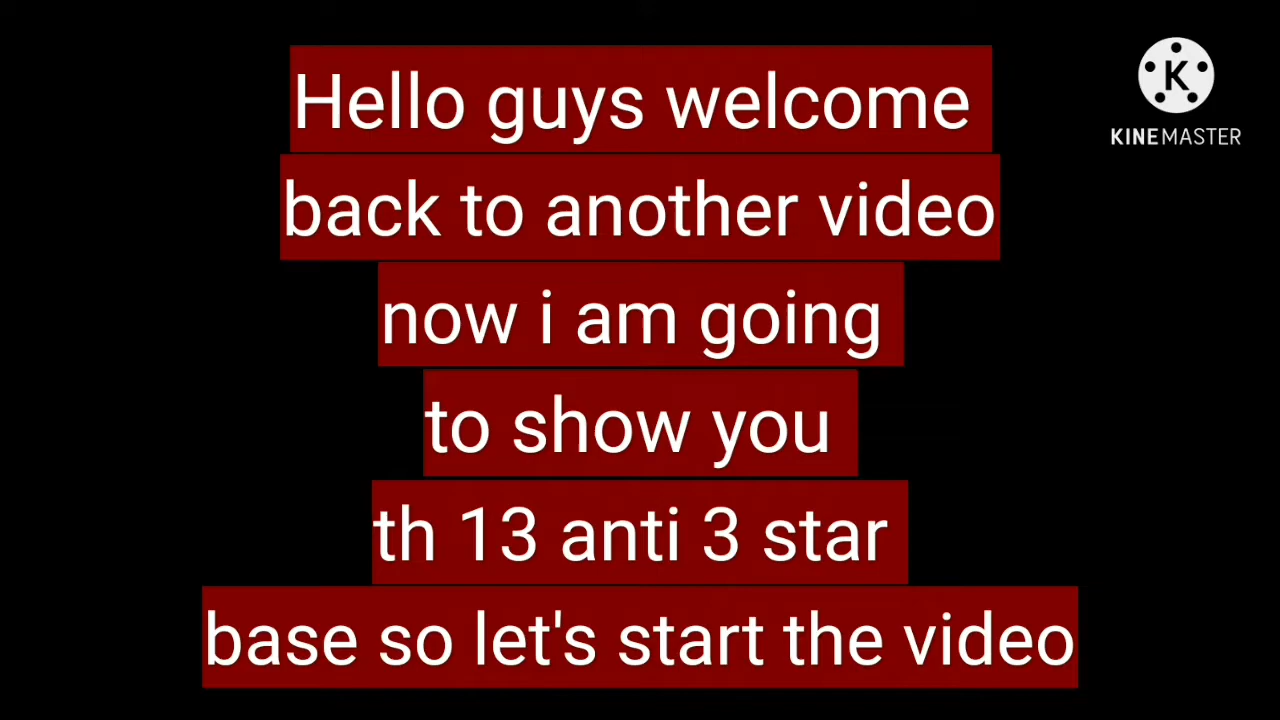 Hello guys welcome
back to another video
now i am going
to show you
th 13 anti 3 star
base so let's start the video
K
KINEMASTER